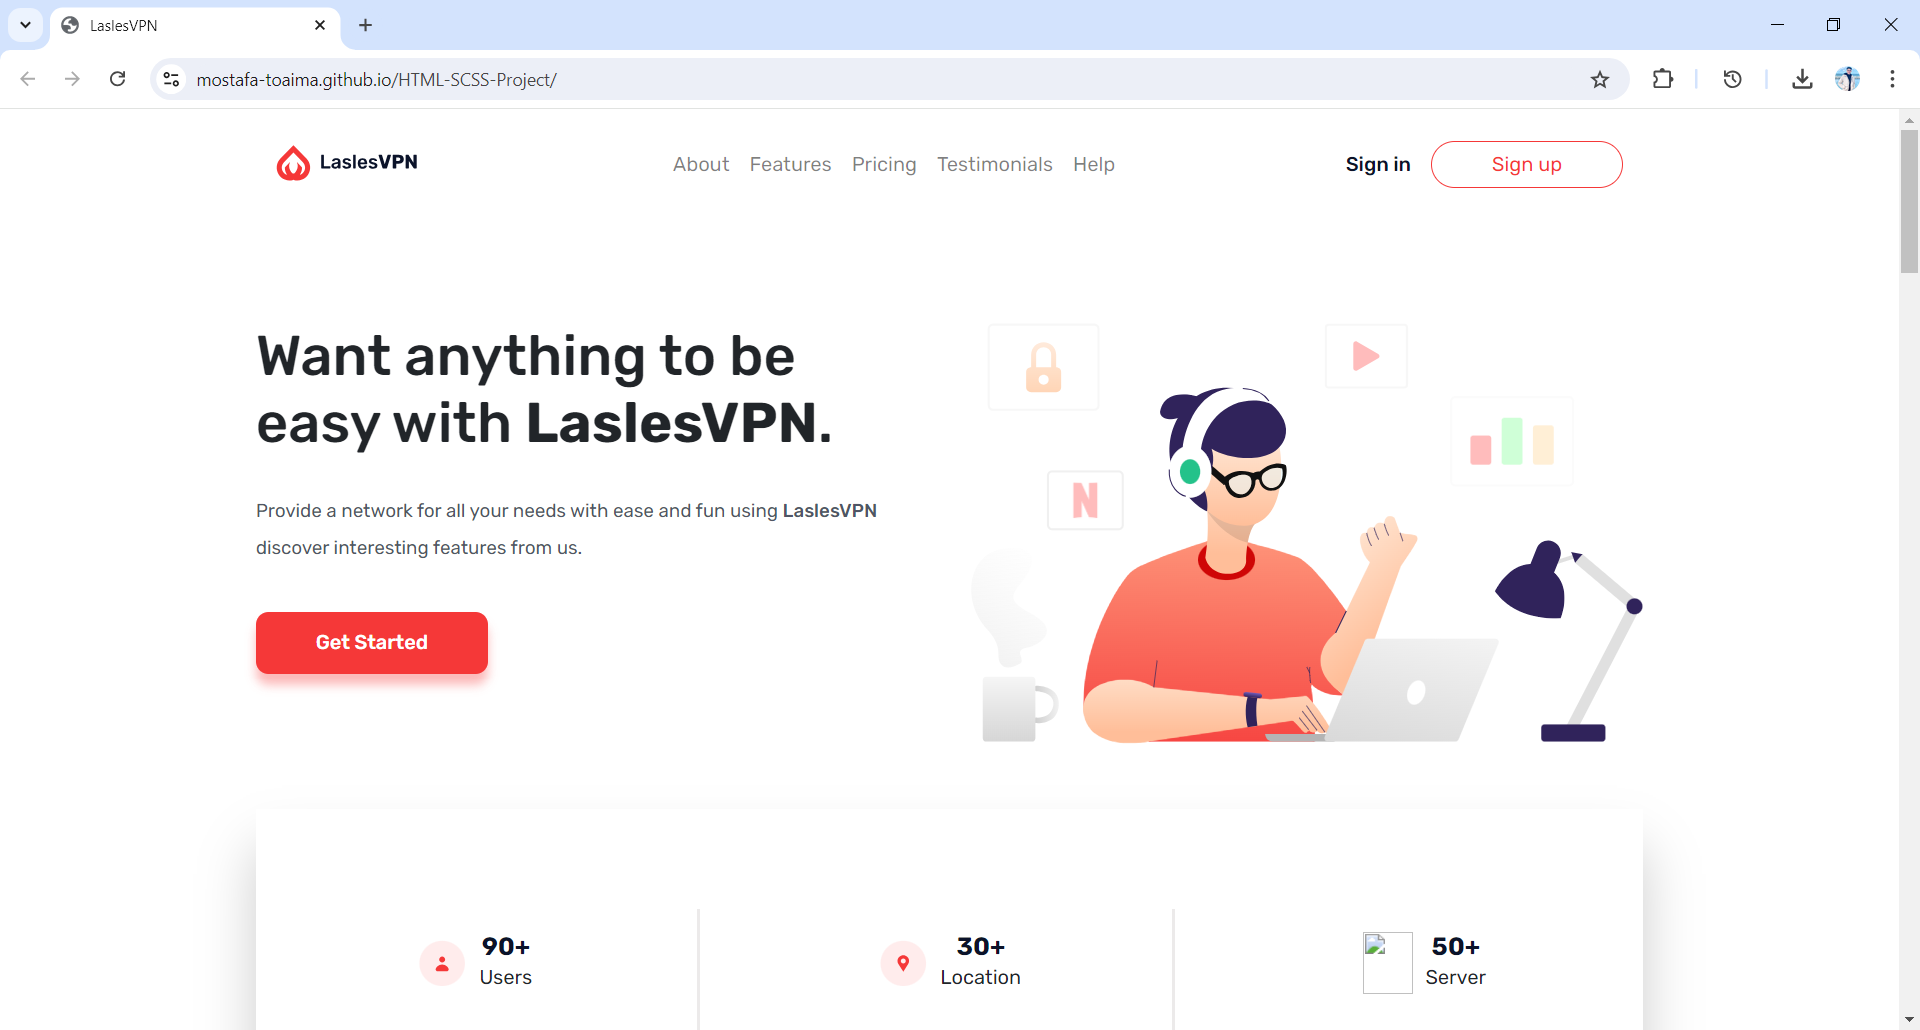 LaslesVPN
mostafa-toaima.github.io/HTML-SCSS-Project/
LaslesVPN
About Features Pricing Testimonials Help
Sign in Sign up
Want anything to be
easy with LaslesVPN.
Provide a network for all your needs with ease and fun using LaslesVPN
discover interesting features from us.
Get Started
N
90+
Users
30+
Location
50+
Server